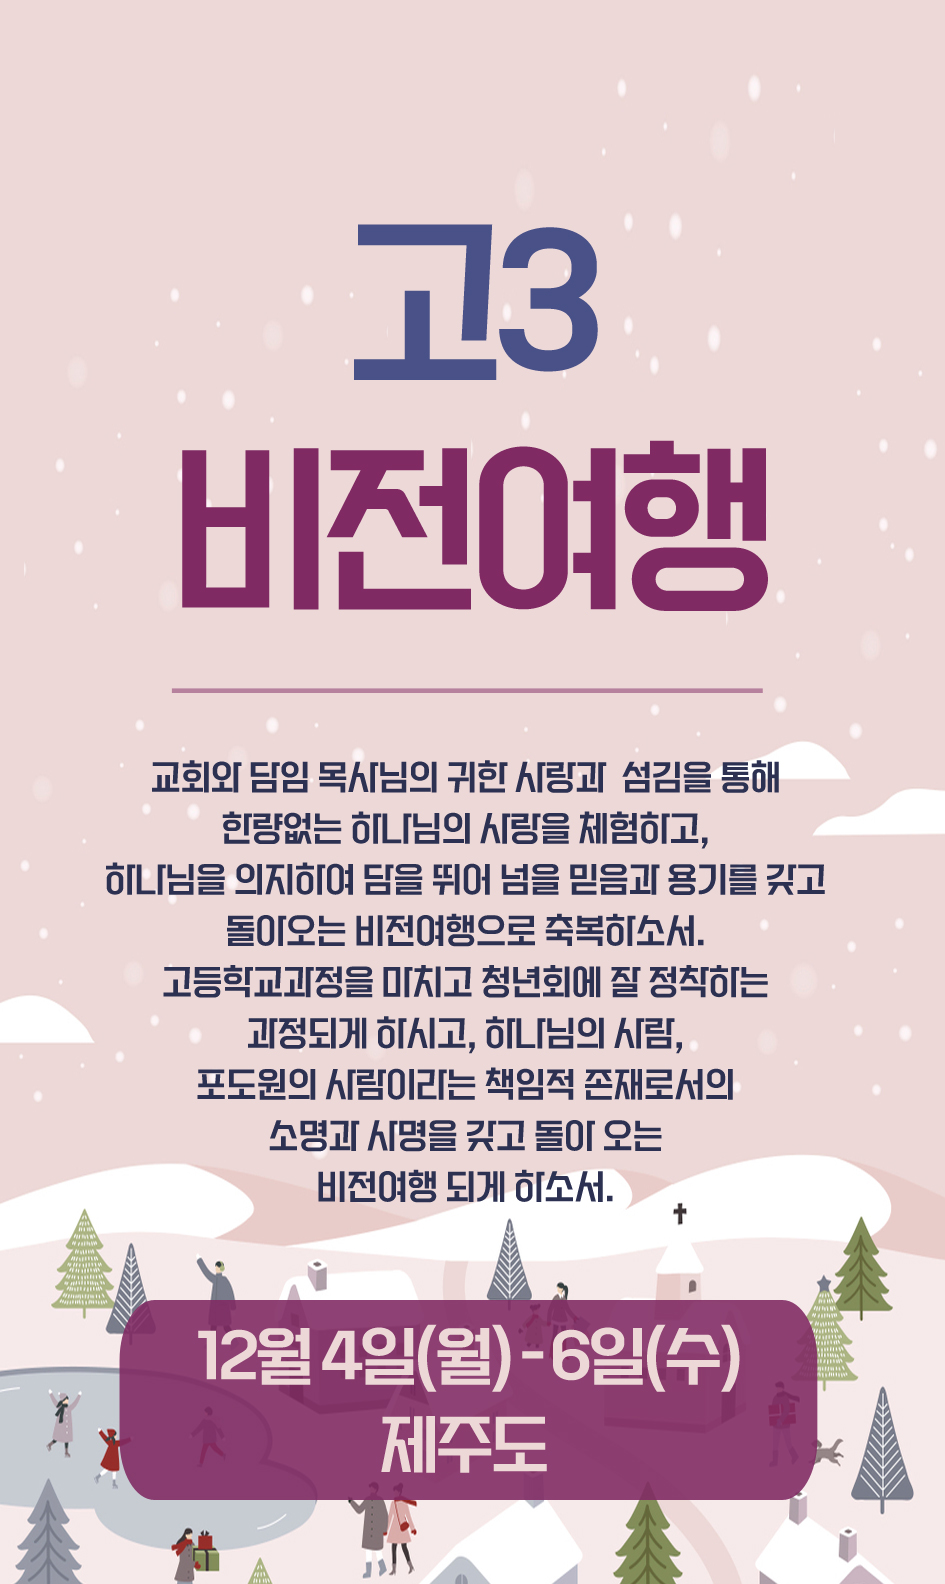 고3
비전여행
교회와 담임 목사님의 귀한 사랑과 섬김을 통해
한량없는 하나님의 사랑을 체험하고,
하나님을 의지하여 담을 뛰어 넘을 믿음과 용기를 갖고
돌아오는 비전여행으로 축복하소서.
고등학교과정을 마치고 청년회에 잘 정착하는
과정되게 하시고, 하나님의 사람,
포도원의 사람이라는 책임적 존재로서의
소명과 사명을 갖고 돌아 오는
비전여행 되게 하소서.
12월 4일(월) - 6일(수)
제주도